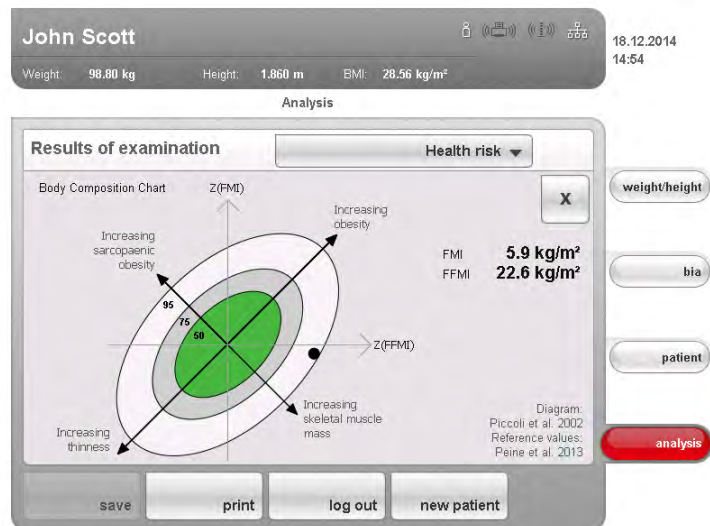 John Scott
Weight: 98.80 kg Height: 1.860 m BMI: 28.56 kg/m²
18.12.2014
14:54
Analysis
Results of examination
Health risk
Body Composition Chart
Z(FMI)
X
Increasing
obesity
Increasing
sarcopaenic
obesity
FMI 5.9 kg/m²
FFMI 22.6 kg/m²
95
75
50
Z(FFMI)
Increasing
skeletal muscle
mass
Increasing
thinness
Diagram:
Piccoli et al. 2002
Reference values:
Peine et al. 2013
weight/height
bia
patient
analysis
save
print
log out
new patient